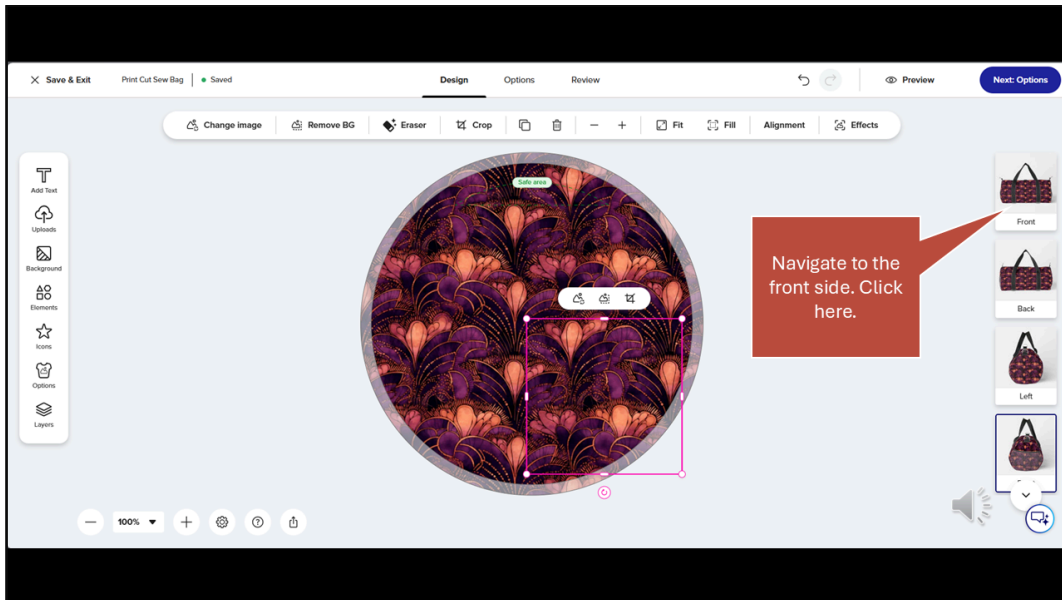 Save & Exit
Print Cut Sew Bag
Saved
Design
Options
Review
Preview
Next: Options
Change image
Remove BG
Eraser
Crop
Fit
Fill
Alignment
Effects
Add Text
Uploads
Background
Elements
Icons
Options
Layers
Safe area
Navigate to the
front side. Click
here.
Front
Back
Left
100%